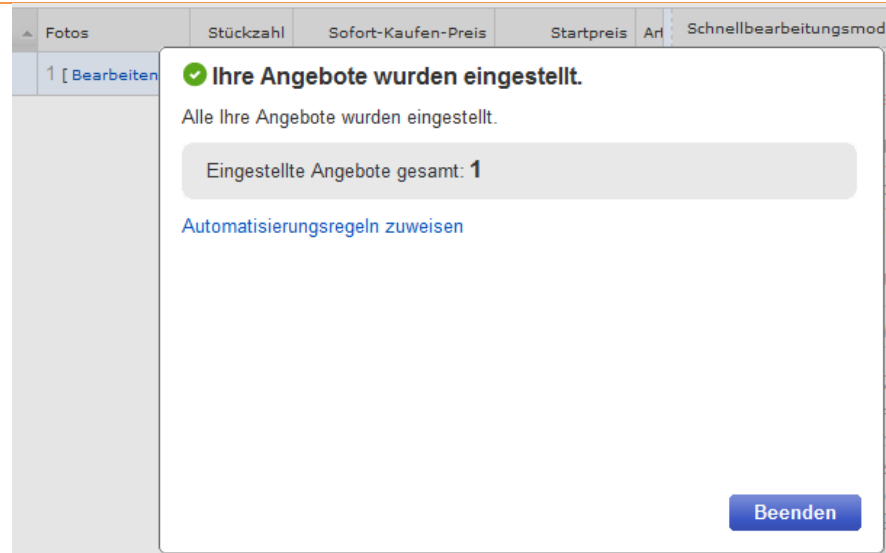 Fotos Stückzahl Sofort-Kaufen-Preis Startpreis Art Schnellbearbeitungsmod
1 [ Bearbeiten
Ihre Angebote wurden eingestellt.
Alle Ihre Angebote wurden eingestellt.
Eingestellte Angebote gesamt: 1
Automatisierungsregeln zuweisen
Beenden